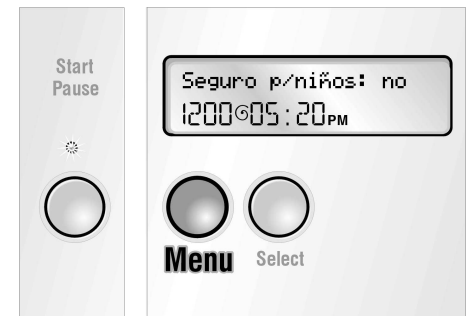 Start
Pause
Seguro p/niños: no
1200 05:20PM
Menu
Select